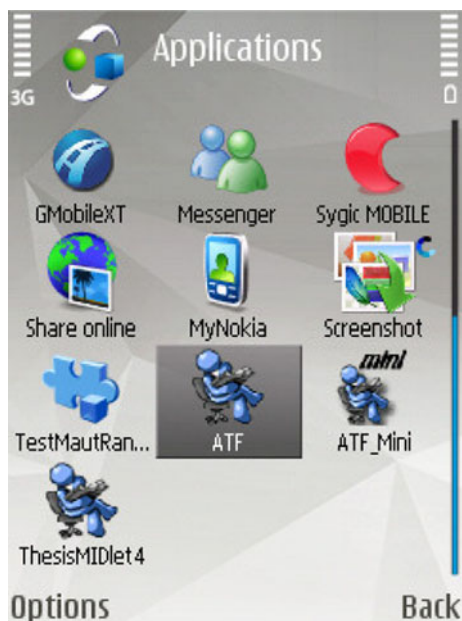 Applications
3G
GMobileXT Messenger Sygic MOBILE
Share online MyNokia Screenshot
mini
TestMautRan... ATF ATF_Mini
ThesisMIDlet4
Options Back